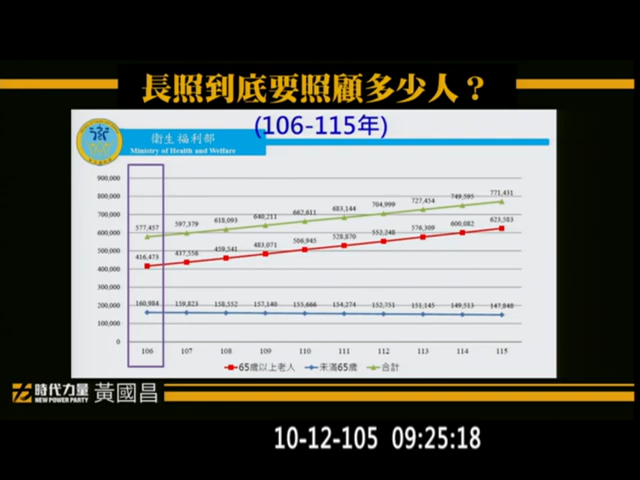 長照到底要照顧多少人？
(106-115年)
衛生福利部
Ministry of Health and Welfare
900,000
800,000
700,000
600,000
500,000
400,000
300,000
200,000
100,000
0
577,457 597,379 618,093 640,211 662,611 683,144 704,999 727,454 749,595 771,431
416,473 437,556 459,541 483,071 506,945 528,870 552,248 576,309 600,082 623,583
160,984 159,823 158,552 157,140 155,666 154,274 152,751 151,145 149,513 147,848
106 107 108 109 110 111 112 113 114 115
65歲以上老人 未滿65歲 合計
時代力量 黃國昌
NEW POWER PARTY
10-12-105 09:25:18